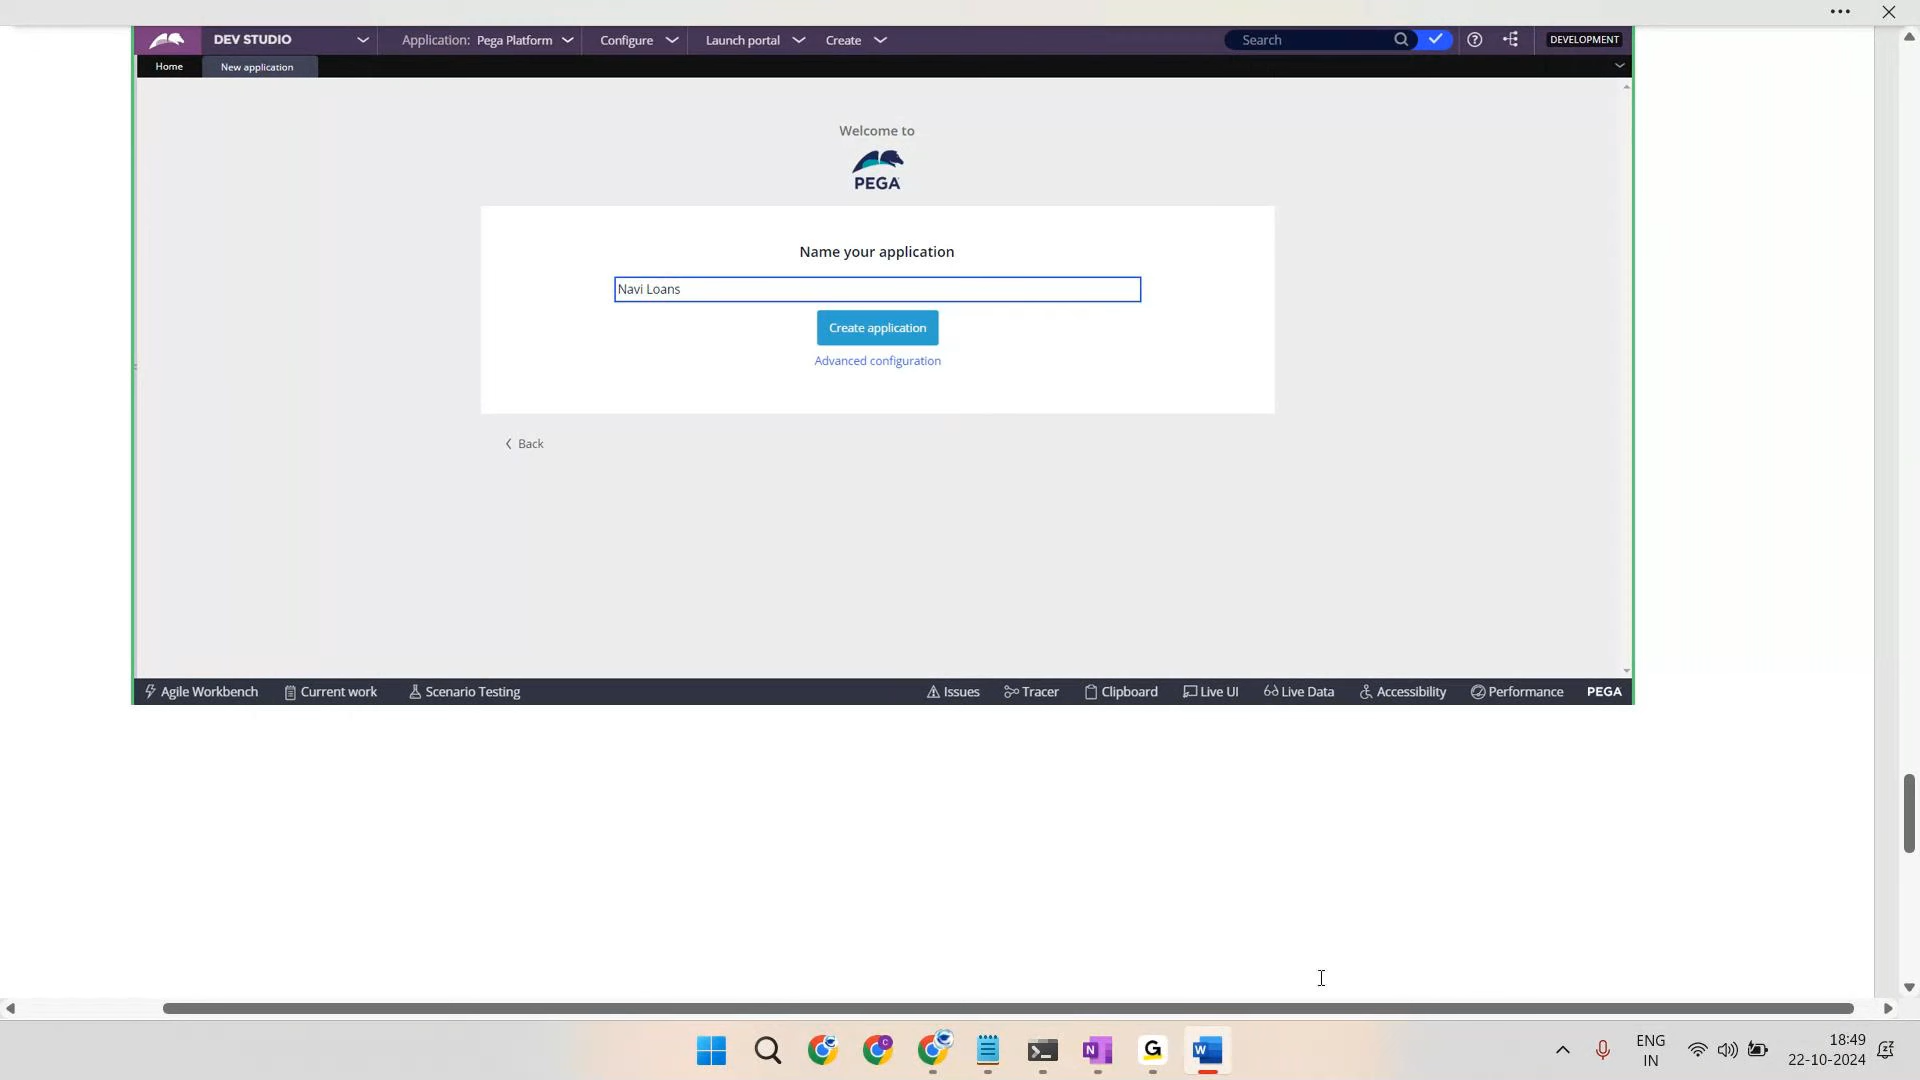 DEV STUDIO Application: Pega Platform Configure Launch portal Create Search DEVELOPMENT
Home New application
Welcome to
PEGA
Name your application
Navi Loans
Create application
Advanced configuration
Back
Agile Workbench Current work Scenario Testing Issues Tracer Clipboard Live UI Live Data Accessibility Performance PEGA
ENG 18:49
IN 22-10-2024